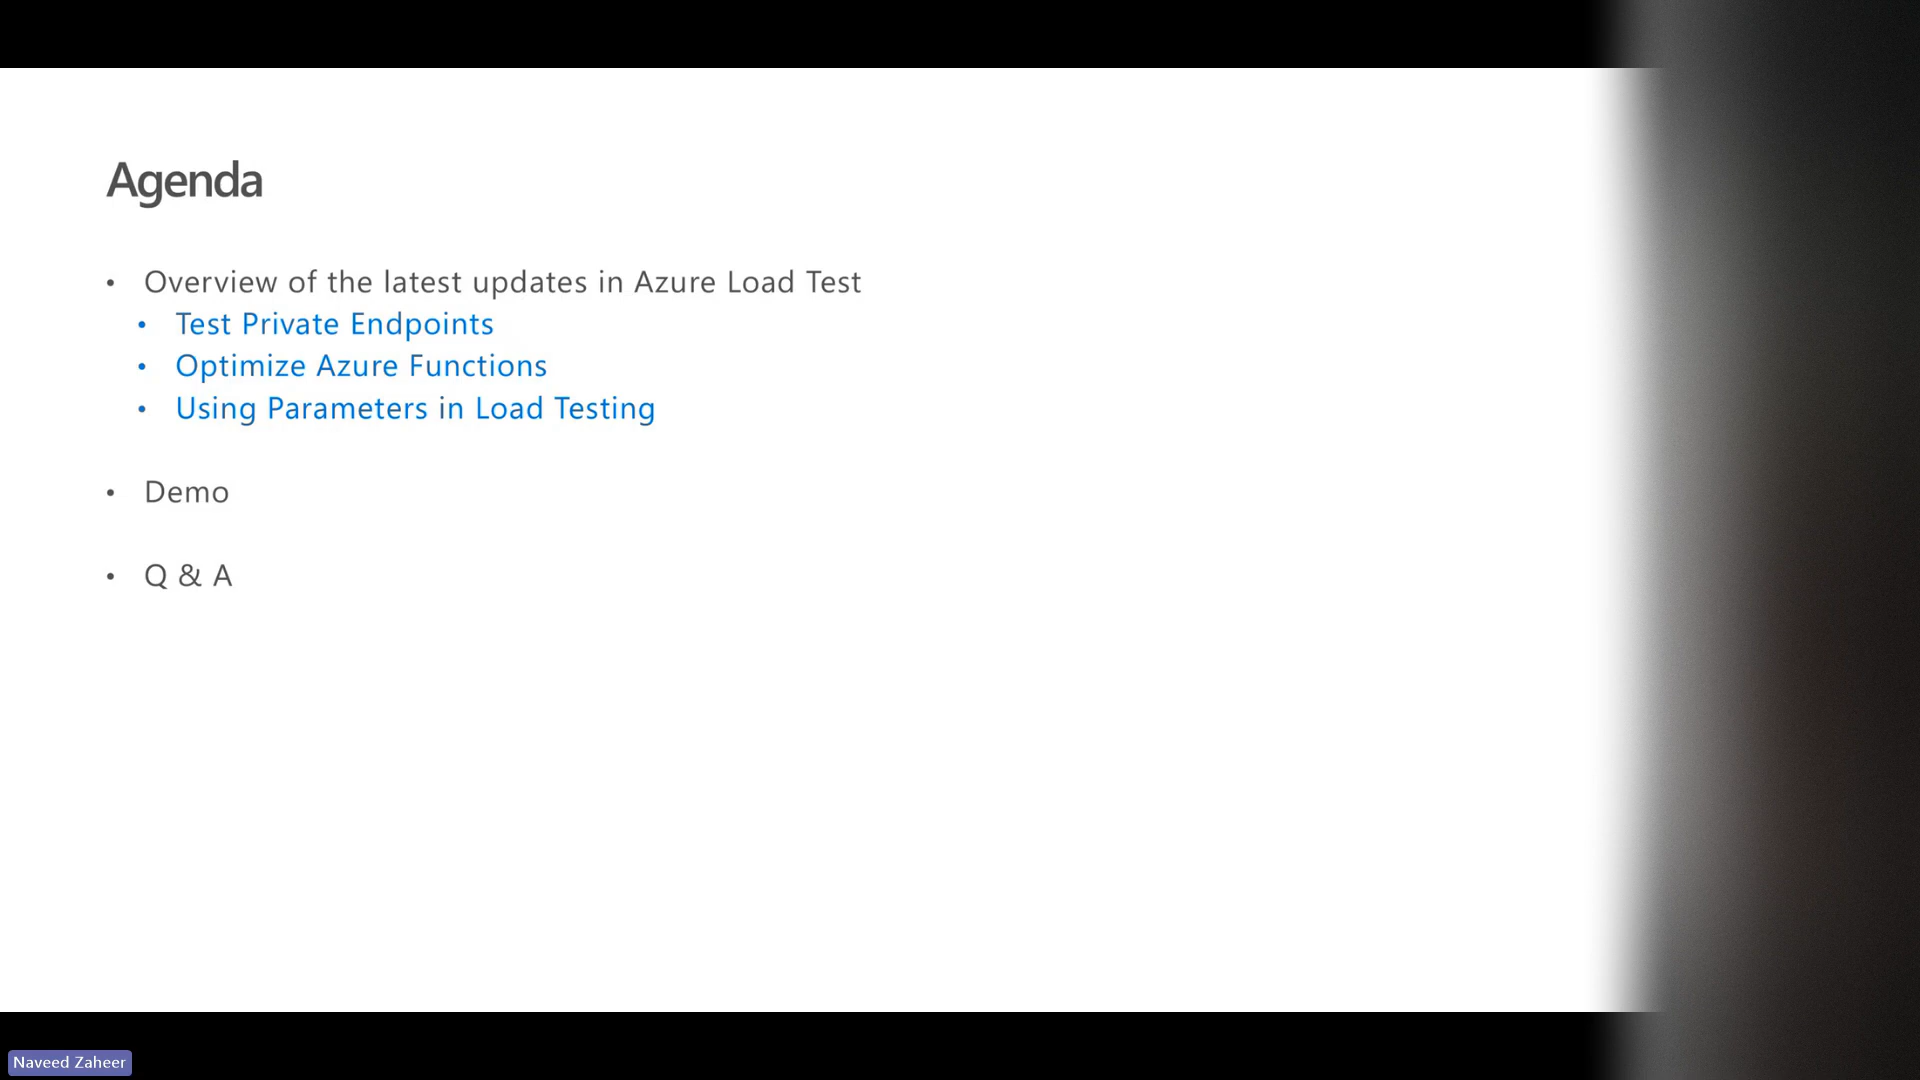 Agenda
• Overview of the latest updates in Azure Load Test
• Test Private Endpoints
• Optimize Azure Functions
• Using Parameters in Load Testing
• Demo
• Q & A
Naveed Zaheer